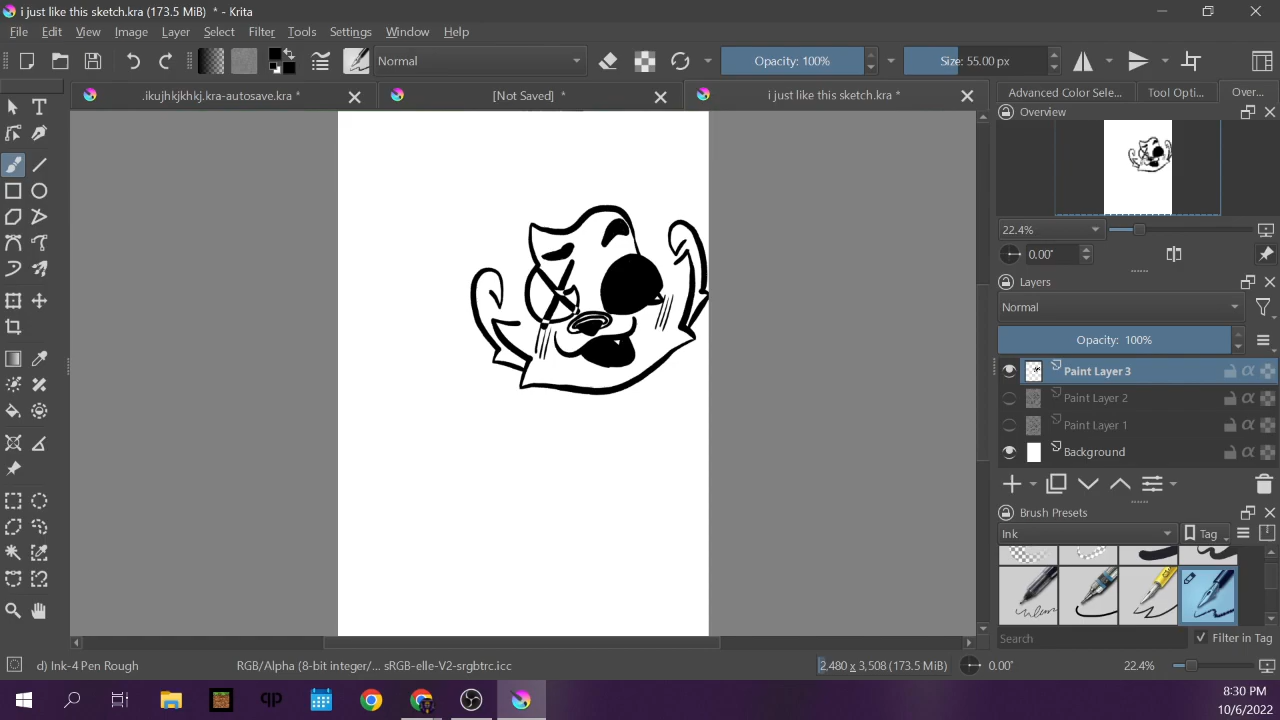 i just like this sketch.kra (173.5 MiB)  * - Krita
File Edit View Image Layer Select Filter Tools Settings Window Help
Normal
Opacity: 100%
Size: 55.00 px
.ikujhkjkhkj.kra-autosave.kra *
[Not Saved]  *
i just like this sketch.kra *
Advanced Color Sele...
Tool Opti...
Over...
Overview
22.4%
0.00°
Layers
Normal
Opacity:  100%
Paint Layer 3
Paint Layer 2
Paint Layer 1
Background
Brush Presets
Ink
Tag
Search
Filter in Tag
d) Ink-4 Pen Rough
RGB/Alpha (8-bit integer/... sRGB-elle-V2-srgbtrc.icc
2,480 x 3,508 (173.5 MiB)
0.00°
22.4%
qp
8:30 PM
10/6/2022